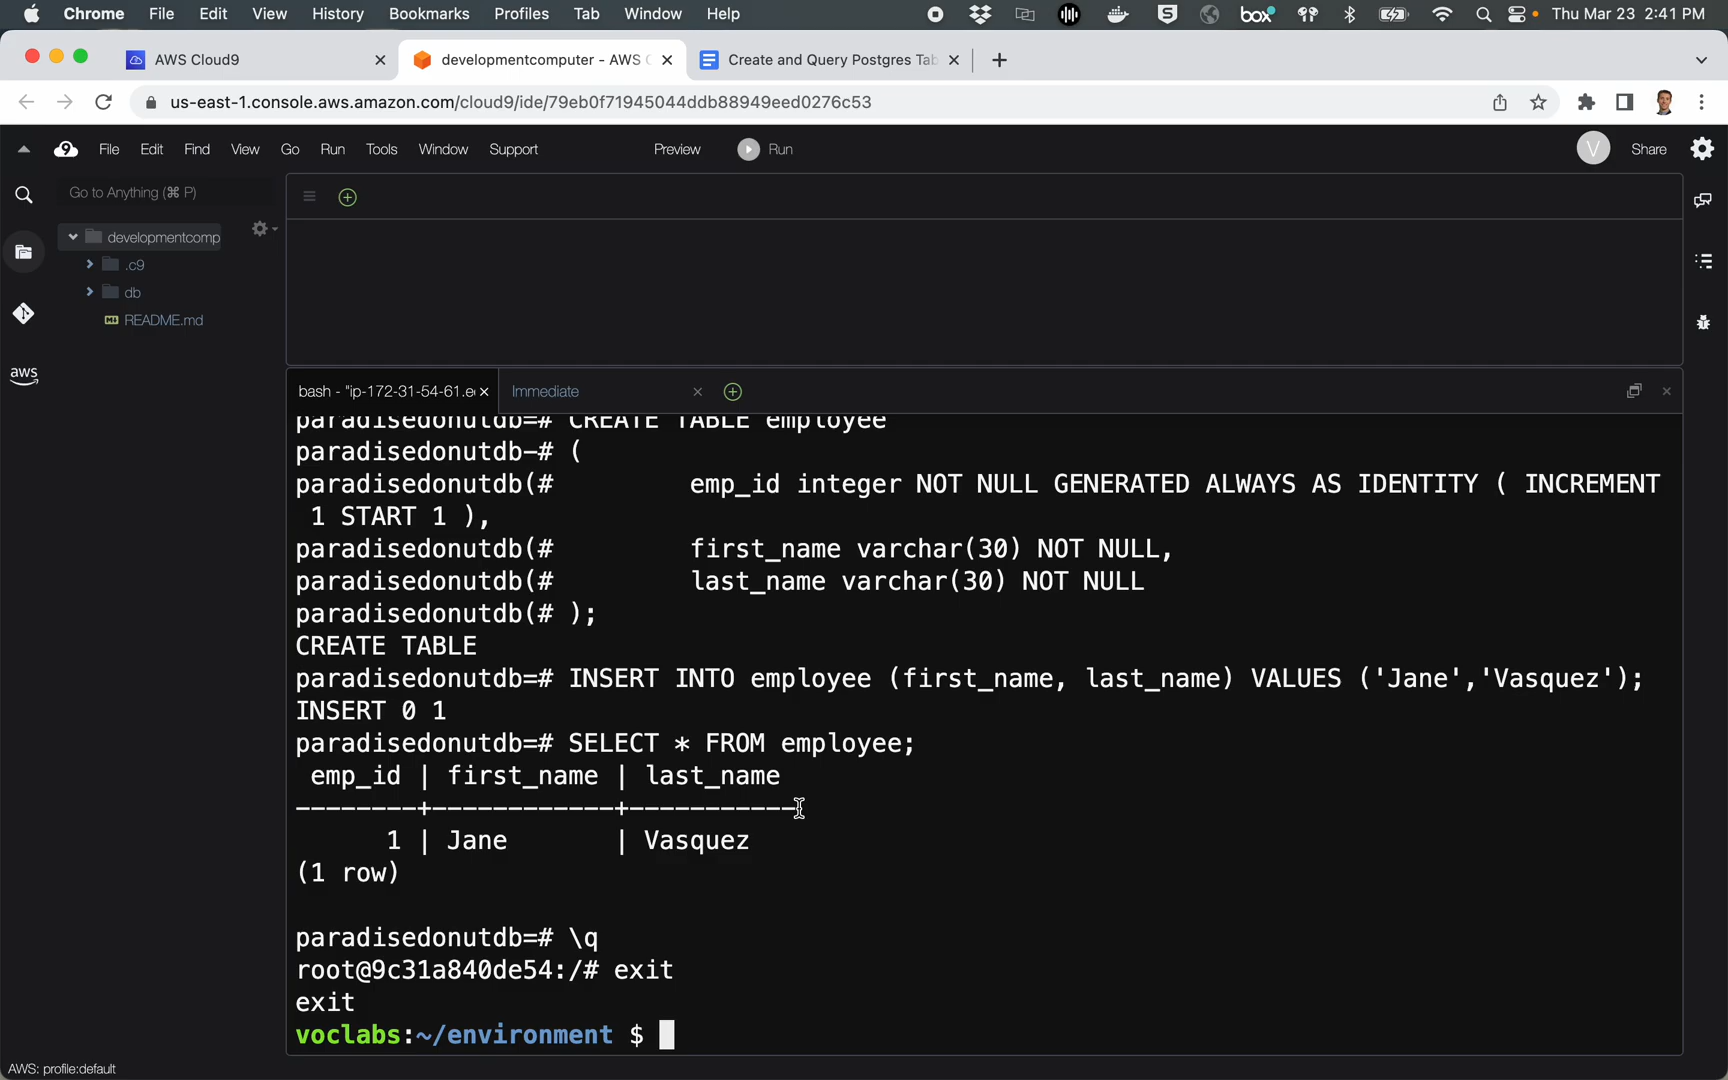 Chrome File Edit View History Bookmarks Profiles Tab Window Help box Thu Mar 23 2:41 PM
AWS Cloud9 developmentcomputer - AWS C Create and Query Postgres Tab
us-east-1.console.aws.amazon.com/cloud9/ide/79eb0f71945044ddb88949eed0276c53
9 File Edit Find View Go Run Tools Window Support Preview Run V Share
Go to Anything (⌘ P)
developmentcomp
.c9
db
README.md
aws
bash - "ip-172-31-54-61.e Immediate
paradisedonutdb=# CREATE TABLE employee
paradisedonutdb-# (
paradisedonutdb(# emp_id integer NOT NULL GENERATED ALWAYS AS IDENTITY ( INCREMENT
1 START 1 ),
paradisedonutdb(# first_name varchar(30) NOT NULL,
paradisedonutdb(# last_name varchar(30) NOT NULL
paradisedonutdb(# );
CREATE TABLE
paradisedonutdb=# INSERT INTO employee (first_name, last_name) VALUES ('Jane','Vasquez');
INSERT 0 1
paradisedonutdb=# SELECT * FROM employee;
emp_id | first_name | last_name
--------+------------+-----------
1 | Jane | Vasquez
(1 row)
paradisedonutdb=# \q
root@9c31a840de54:/# exit
exit
voclabs:~/environment $
AWS: profile:default